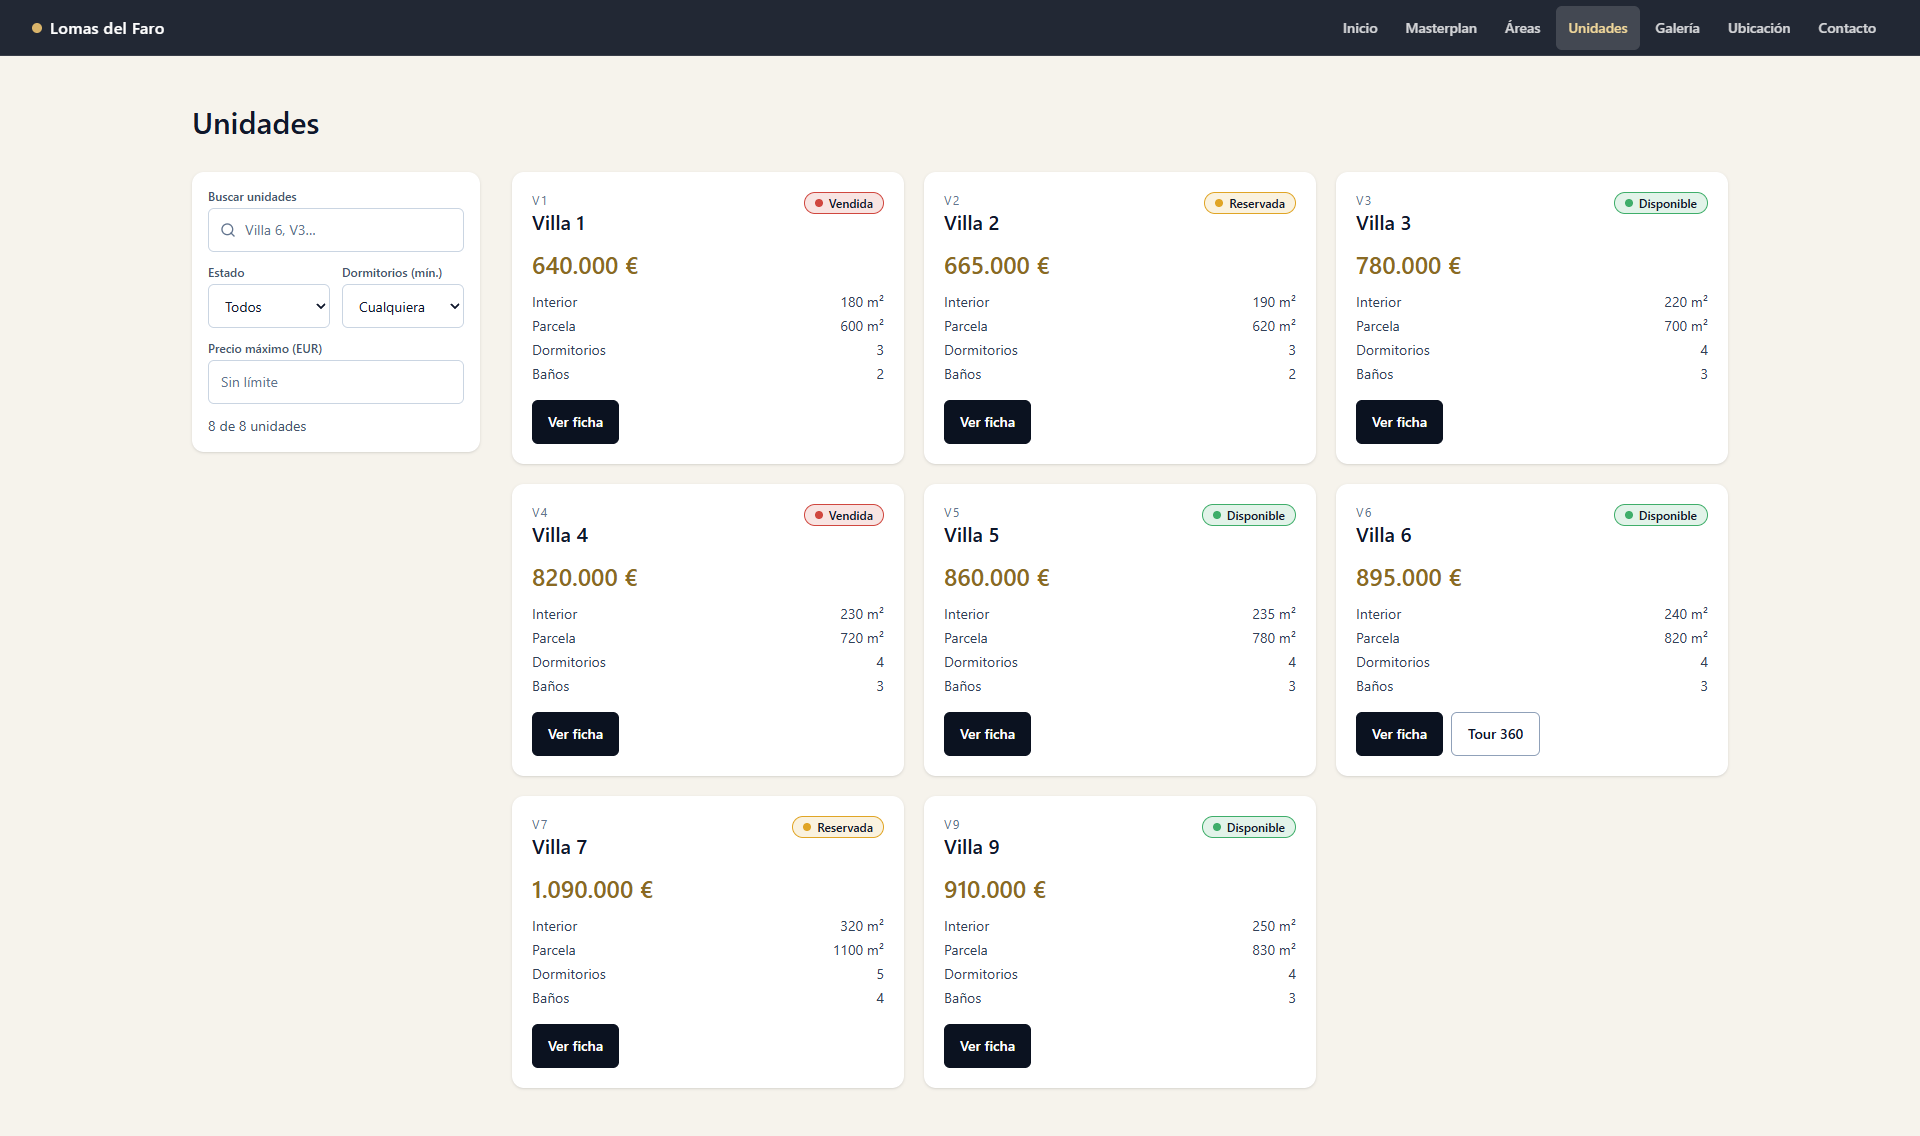 Lomas del Faro
Inicio
Masterplan
Áreas
Unidades
Galería
Ubicación
Contacto
Unidades
Buscar unidades
Villa 6, V3...
Estado
Dormitorios (mín.)
Todos
Cualquiera
Precio máximo (EUR)
Sin límite
8 de 8 unidades
V1
Vendida
Villa 1
640.000 €
Interior 180 m²
Parcela 600 m²
Dormitorios 3
Baños 2
Ver ficha
V2
Reservada
Villa 2
665.000 €
Interior 190 m²
Parcela 620 m²
Dormitorios 3
Baños 2
Ver ficha
V3
Disponible
Villa 3
780.000 €
Interior 220 m²
Parcela 700 m²
Dormitorios 4
Baños 3
Ver ficha
V4
Vendida
Villa 4
820.000 €
Interior 230 m²
Parcela 720 m²
Dormitorios 4
Baños 3
Ver ficha
V5
Disponible
Villa 5
860.000 €
Interior 235 m²
Parcela 780 m²
Dormitorios 4
Baños 3
Ver ficha
V6
Disponible
Villa 6
895.000 €
Interior 240 m²
Parcela 820 m²
Dormitorios 4
Baños 3
Ver ficha
Tour 360
V7
Reservada
Villa 7
1.090.000 €
Interior 320 m²
Parcela 1100 m²
Dormitorios 5
Baños 4
Ver ficha
V9
Disponible
Villa 9
910.000 €
Interior 250 m²
Parcela 830 m²
Dormitorios 4
Baños 3
Ver ficha